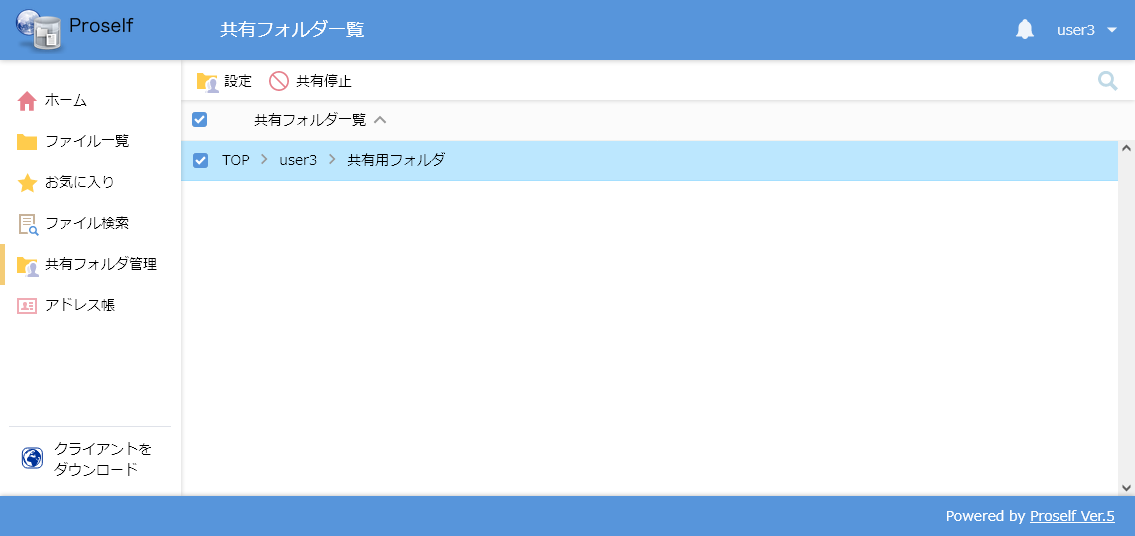 Proself
共有フォルダ一覧
user3
設定
共有停止
ホーム
ファイル一覧
お気に入り
ファイル検索
共有フォルダ管理
アドレス帳
クライアントを
ダウンロード
共有フォルダ一覧
TOP user3 共有用フォルダ
Powered by Proself Ver.5